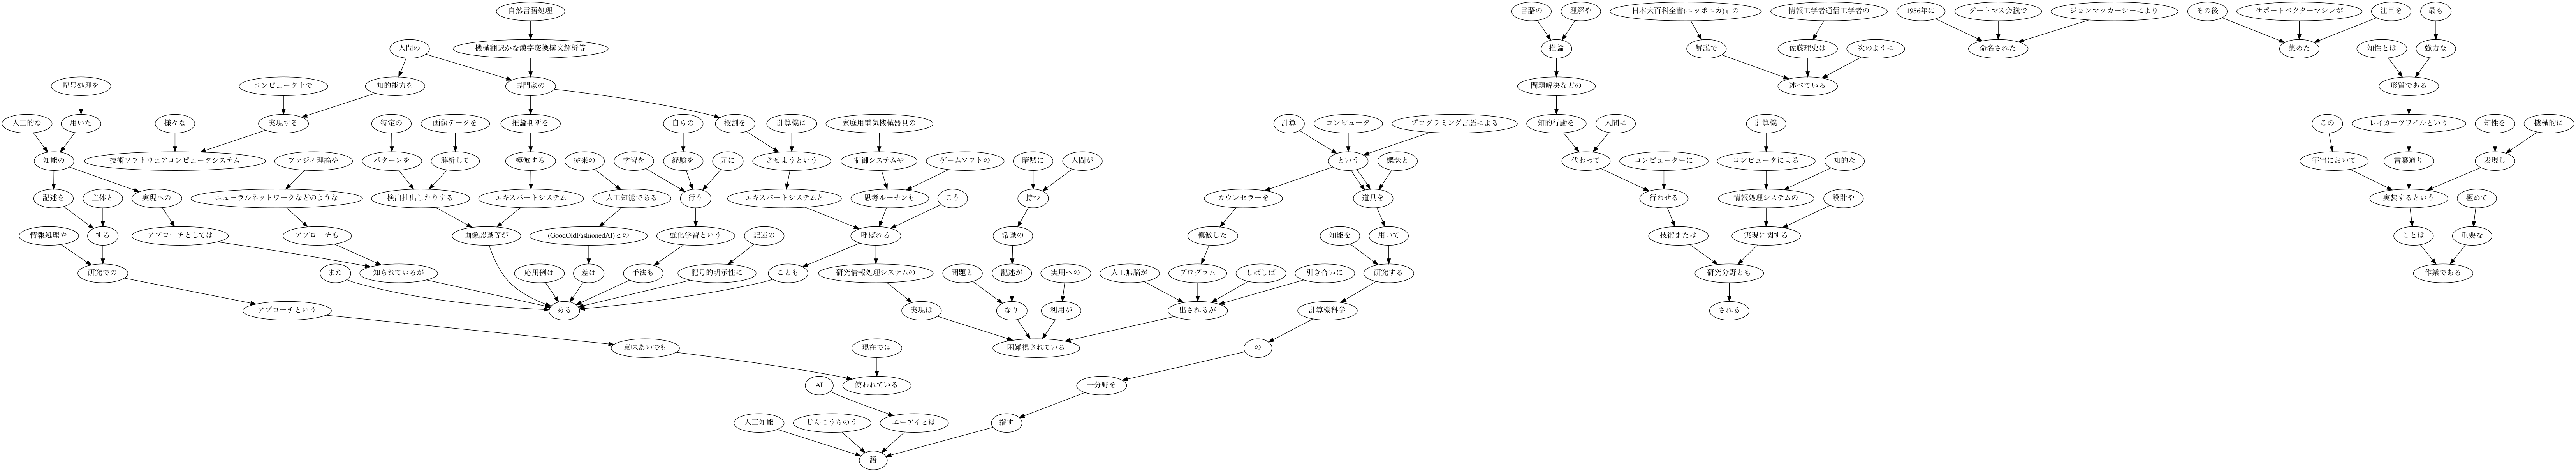 自然言語処理
言語の
理解や
日本大百科全書(ニッポニカ)』の
情報工学者通信工学者の
1956年に
ダートマス会議で
ジョンマッカーシーにより
その後
サポートベクターマシンが
注目を
最も
人間の
機械翻訳かな漢字変換構文解析等
推論
解説で
佐藤理史は
次のように
命名された
集めた
知性とは
強力な
記号処理を
コンピュータ上で
知的能力を
専門家の
問題解決などの
述べている
形質である
人工的な
用いた
様々な
実現する
特定の
画像データを
推論判断を
自らの
役割を
計算機に
家庭用電気機械器具の
計算
コンピュータ
プログラミング言語による
知的行動を
人間に
計算機
この
レイカーツワイルという
知性を
機械的に
知能の
技術ソフトウェアコンピュータシステム
ファジィ理論や
パターンを
解析して
模倣する
従来の
学習を
経験を
元に
させようという
制御システムや
ゲームソフトの
暗黙に
人間が
という
概念と
代わって
コンピューターに
コンピュータによる
知的な
宇宙において
言葉通り
表現し
記述を
主体と
実現への
ニューラルネットワークなどのような
検出抽出したりする
エキスパートシステム
人工知能である
行う
エキスパートシステムと
思考ルーチンも
こう
持つ
カウンセラーを
道具を
行わせる
情報処理システムの
設計や
実装するという
極めて
情報処理や
する
アプローチとしては
アプローチも
画像認識等が
(GoodOldFashionedAI)との
強化学習という
記述の
呼ばれる
常識の
模倣した
知能を
用いて
技術または
実現に関する
ことは
重要な
研究での
また
知られているが
応用例は
差は
手法も
記号的明示性に
ことも
研究情報処理システムの
問題と
記述が
実用への
人工無脳が
プログラム
しばしば
引き合いに
研究する
研究分野とも
作業である
アプローチという
ある
実現は
なり
利用が
出されるが
計算機科学
される
意味あいでも
現在では
困難視されている
の
AI
使われている
一分野を
人工知能
じんこうちのう
エーアイとは
指す
語